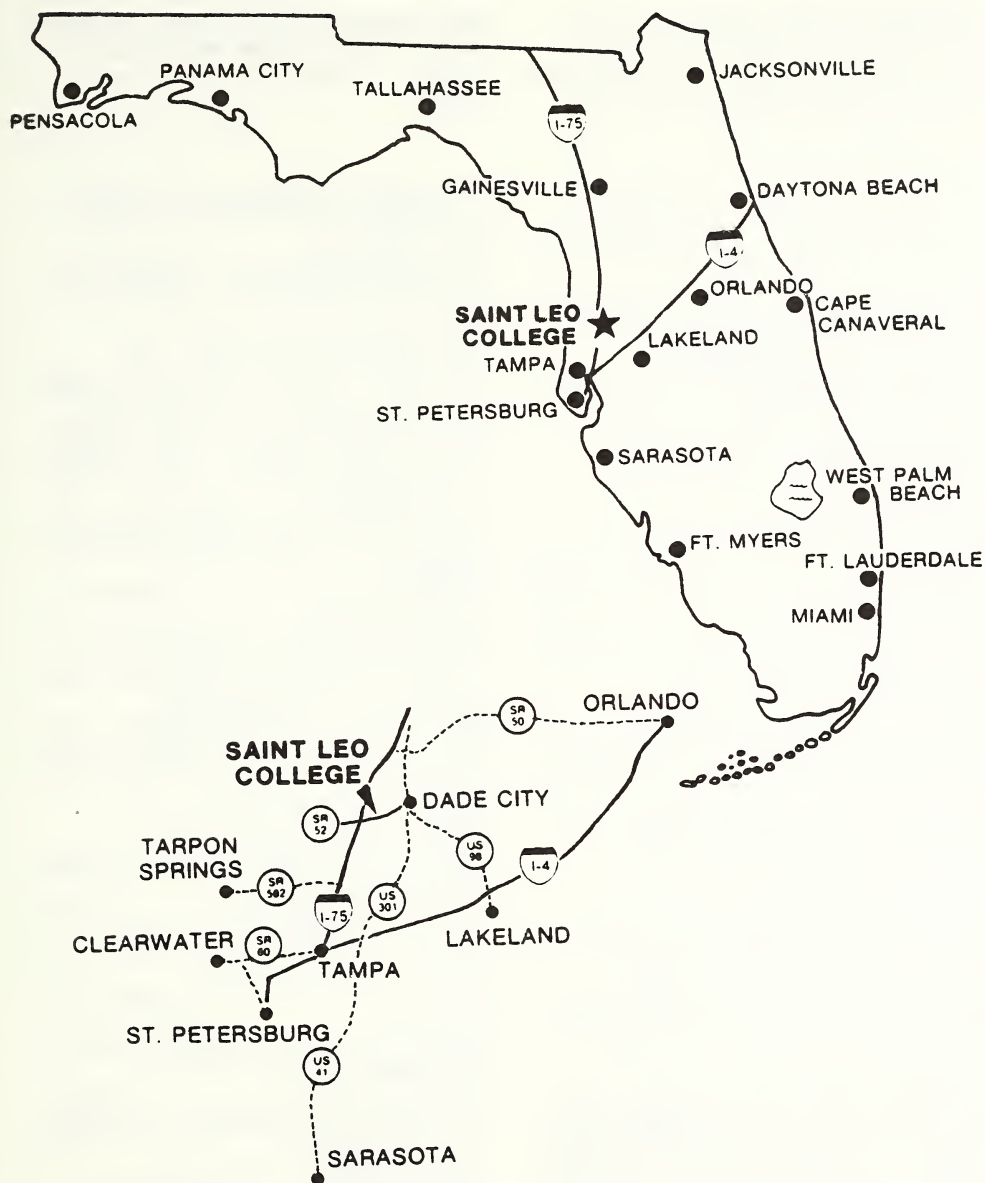 PANAMA CITY
PENSACOLA
TALLAHASSEE
JACKSONVILLE
I-75
GAINESVILLE
DAYTONA BEACH
I-4
ORLANDO
CAPE
CANAVERAL
SAINT LEO
COLLEGE
LAKELAND
TAMPA
ST. PETERSBURG
SARASOTA
WEST PALM
BEACH
FT. MYERS
FT. LAUDERDALE
MIAMI
ORLANDO
SR
50
SAINT LEO
COLLEGE
DADE CITY
SR
52
US
98
TARPON
SPRINGS
SR
582
I-4
US
301
I-75
LAKELAND
CLEARWATER
SR
60
TAMPA
ST. PETERSBURG
US
41
SARASOTA